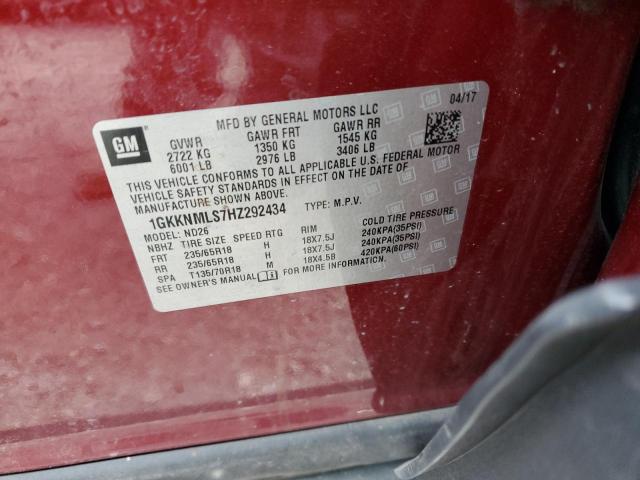 GM
MFD BY GENERAL MOTORS LLC 04/17
GVWR GAWR FRT GAWR RR
2722 KG 1350 KG 1545 KG
6001 LB 2976 LB 3406 LB
THIS VEHICLE CONFORMS TO ALL APPLICABLE U.S. FEDERAL MOTOR
VEHICLE SAFETY STANDARDS IN EFFECT ON THE DATE OF
MANUFACTURE SHOWN ABOVE.
1GKKNMLS7HZ292434 TYPE: M.P.V.
MODEL: ND26
NBHZ TIRE SIZE SPEED RTG RIM COLD TIRE PRESSURE
FRT 235/65R18 H 18X7.5J 240KPA(35PSI)
RR 235/65R18 H 18X7.5J 240KPA(35PSI)
SPA T135/70R18 M 18X4.5B 420KPA(60PSI)
SEE OWNER'S MANUAL